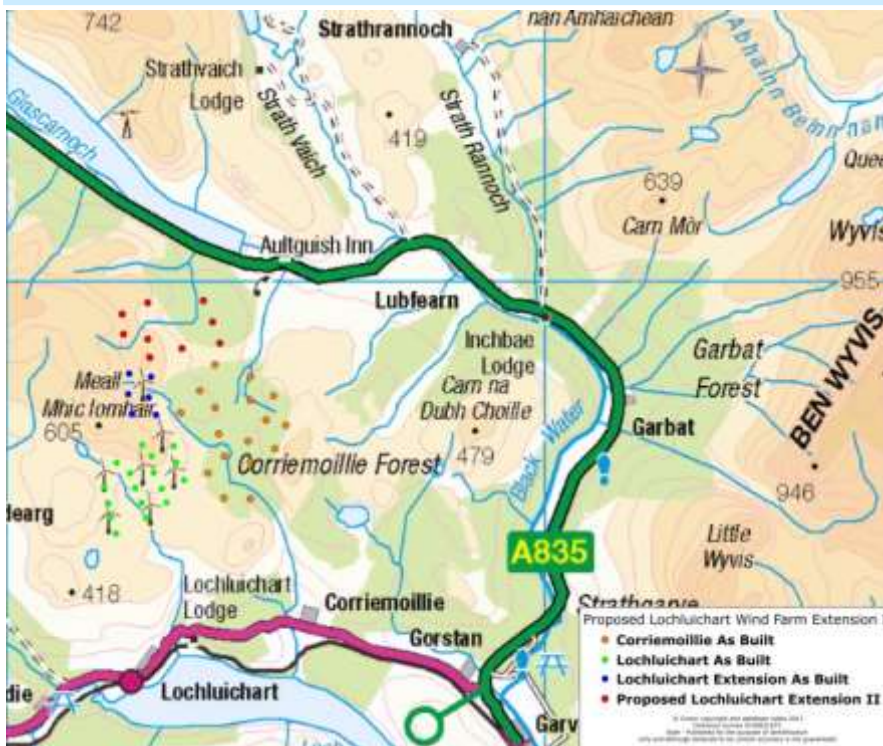 742
Strathrannoch
nan Amhaichean
Abhainn Beinn nan
Strathvaich
Lodge
Glascarnoch
Strath Vaich
419
Strath Rannoch
639
Carn Mòr
Quee
Wyvis
Aultguish Inn
Lubfearn
955
Inchbae
Lodge
Garbat
Forest
BEN WYVIS
Meall
Mhic Iomhair
605
Carn na
Dubh Choille
479
Corriemoillie Forest
Black Water
Garbat
946
dearg
A835
Little
Wyvis
418
Lochluichart
Lodge
Corriemoillie
Gorstan
Strathgarve
die
Lochluichart
Garv
Loch
Proposed Lochluichart Wind Farm Extension
Corriemoillie As Built
Lochluichart As Built
Lochluichart Extension As Built
Proposed Lochluichart Extension II